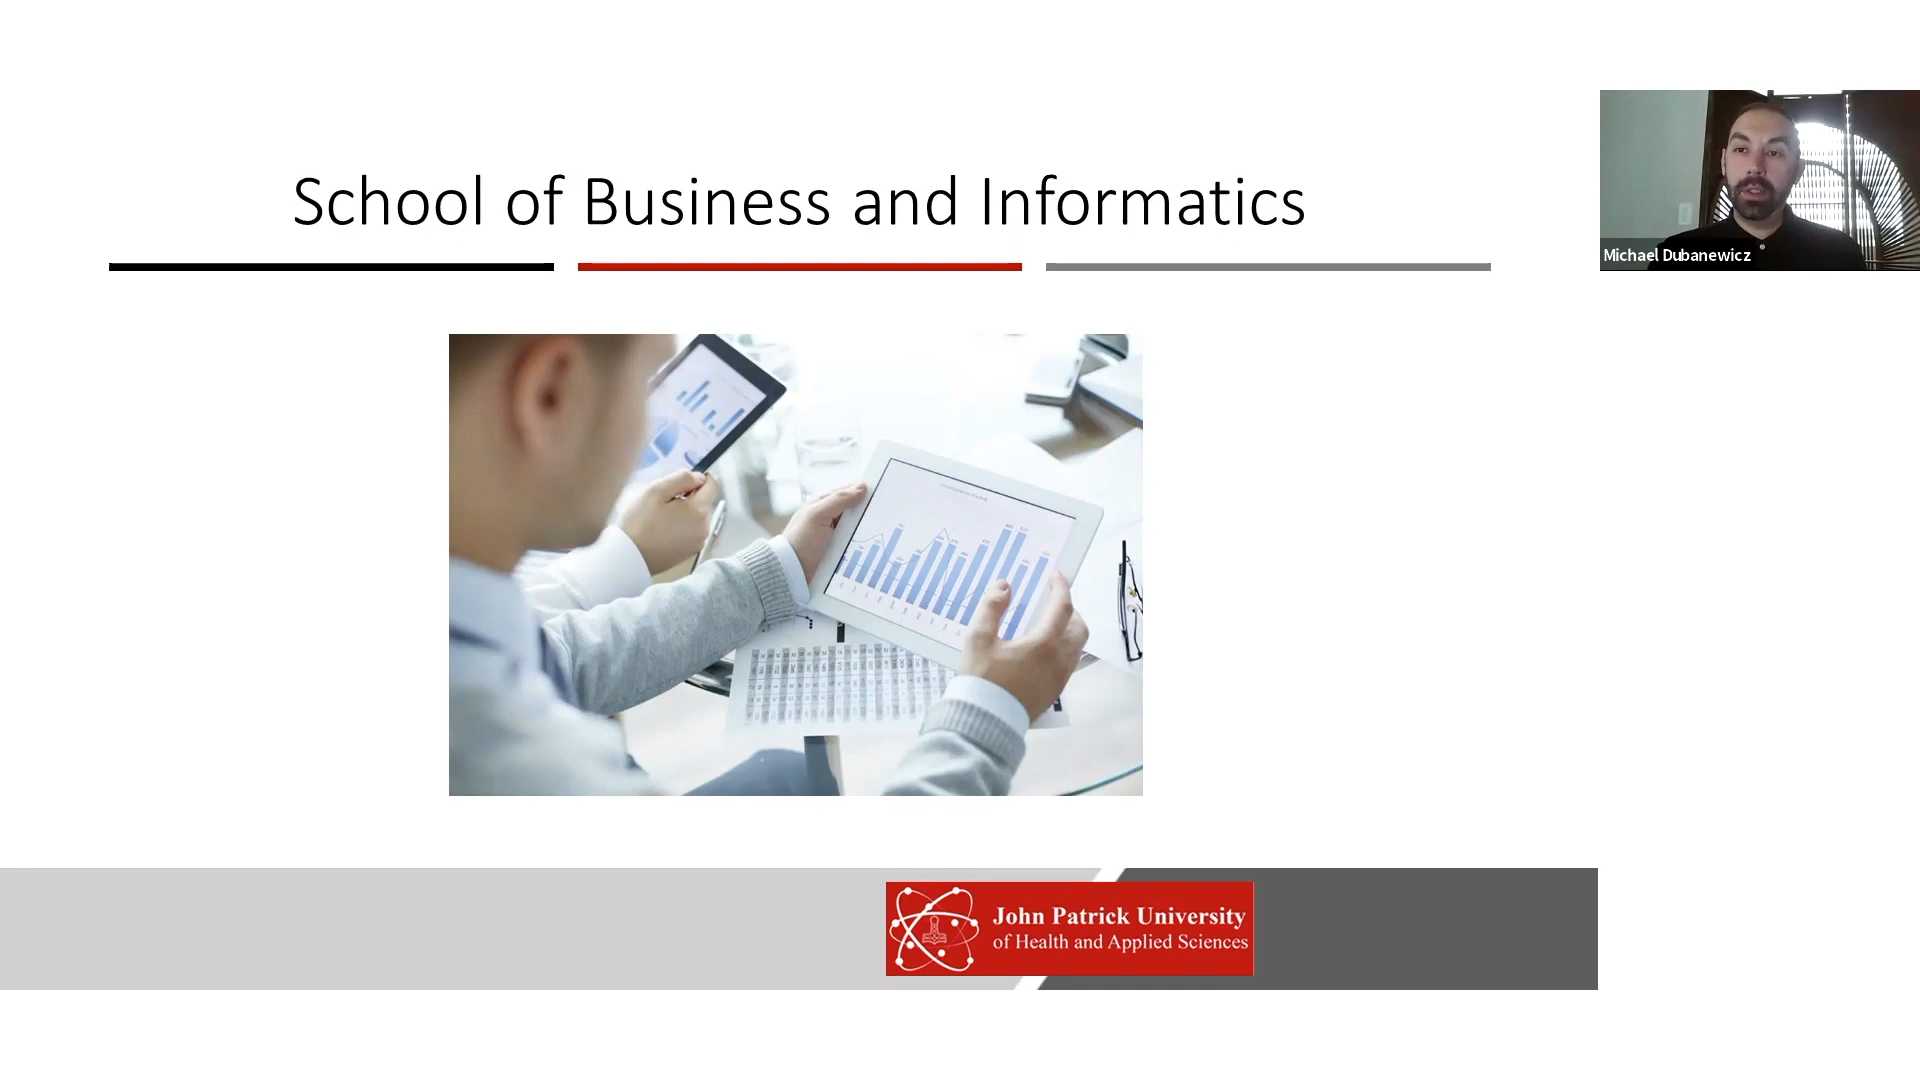 School of Business and Informatics
Michael Dubanewicz
John Patrick University
of Health and Applied Sciences